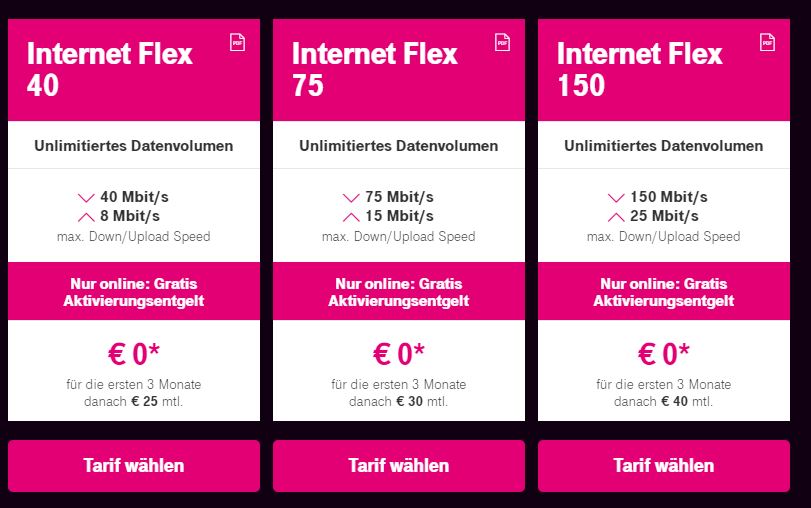 Internet Flex
40
PDF
Unlimitiertes Datenvolumen
40 Mbit/s
8 Mbit/s
max. Down/Upload Speed
Nur online: Gratis
Aktivierungsentgelt
€ 0*
für die ersten 3 Monate
danach € 25 mtl.
Tarif wählen
Internet Flex
75
PDF
Unlimitiertes Datenvolumen
75 Mbit/s
15 Mbit/s
max. Down/Upload Speed
Nur online: Gratis
Aktivierungsentgelt
€ 0*
für die ersten 3 Monate
danach € 30 mtl.
Tarif wählen
Internet Flex
150
PDF
Unlimitiertes Datenvolumen
150 Mbit/s
25 Mbit/s
max. Down/Upload Speed
Nur online: Gratis
Aktivierungsentgelt
€ 0*
für die ersten 3 Monate
danach € 40 mtl.
Tarif wählen